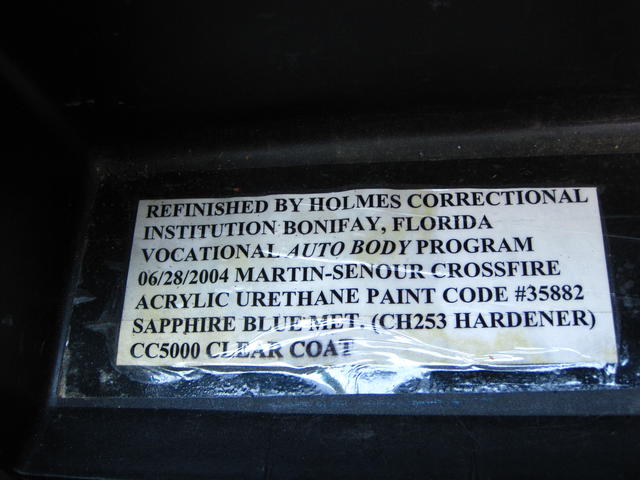 REFINISHED BY HOLMES CORRECTIONAL
INSTITUTION BONIFAY, FLORIDA
VOCATIONAL AUTO BODY PROGRAM
06/28/2004 MARTIN-SENOUR CROSSFIRE
ACRYLIC URETHANE PAINT CODE #35882
SAPPHIRE BLUE MET. (CH253 HARDENER)
CC5000 CLEAR COAT